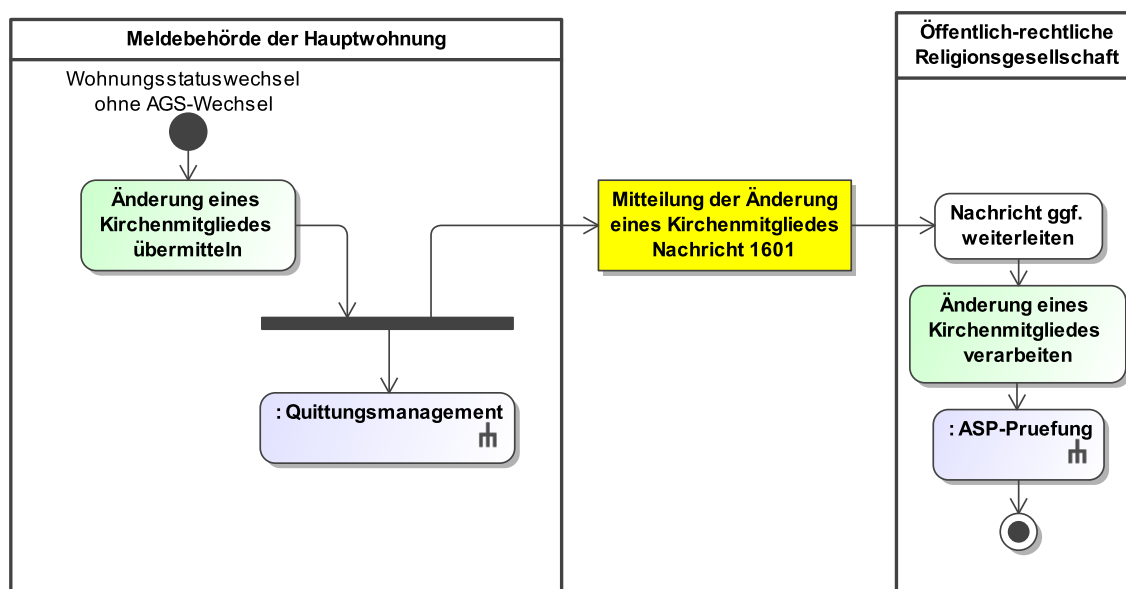 Meldebehörde der Hauptwohnung
Wohnungsstatuswechsel
ohne AGS-Wechsel
Änderung eines
Kirchenmitgliedes
übermitteln
: Quittungsmanagement
Mitteilung der Änderung
eines Kirchenmitgliedes
Nachricht 1601
Öffentlich-rechtliche
Religionsgesellschaft
Nachricht ggf.
weiterleiten
Änderung eines
Kirchenmitgliedes
verarbeiten
: ASP-Pruefung